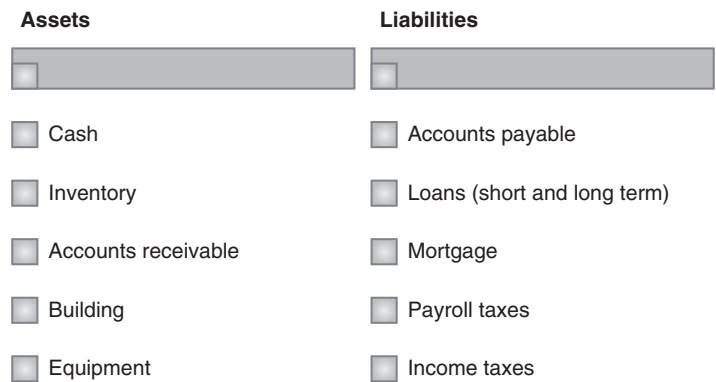 Assets
Cash
Inventory
Accounts receivable
Building
Equipment
Liabilities
Accounts payable
Loans (short and long term)
Mortgage
Payroll taxes
Income taxes